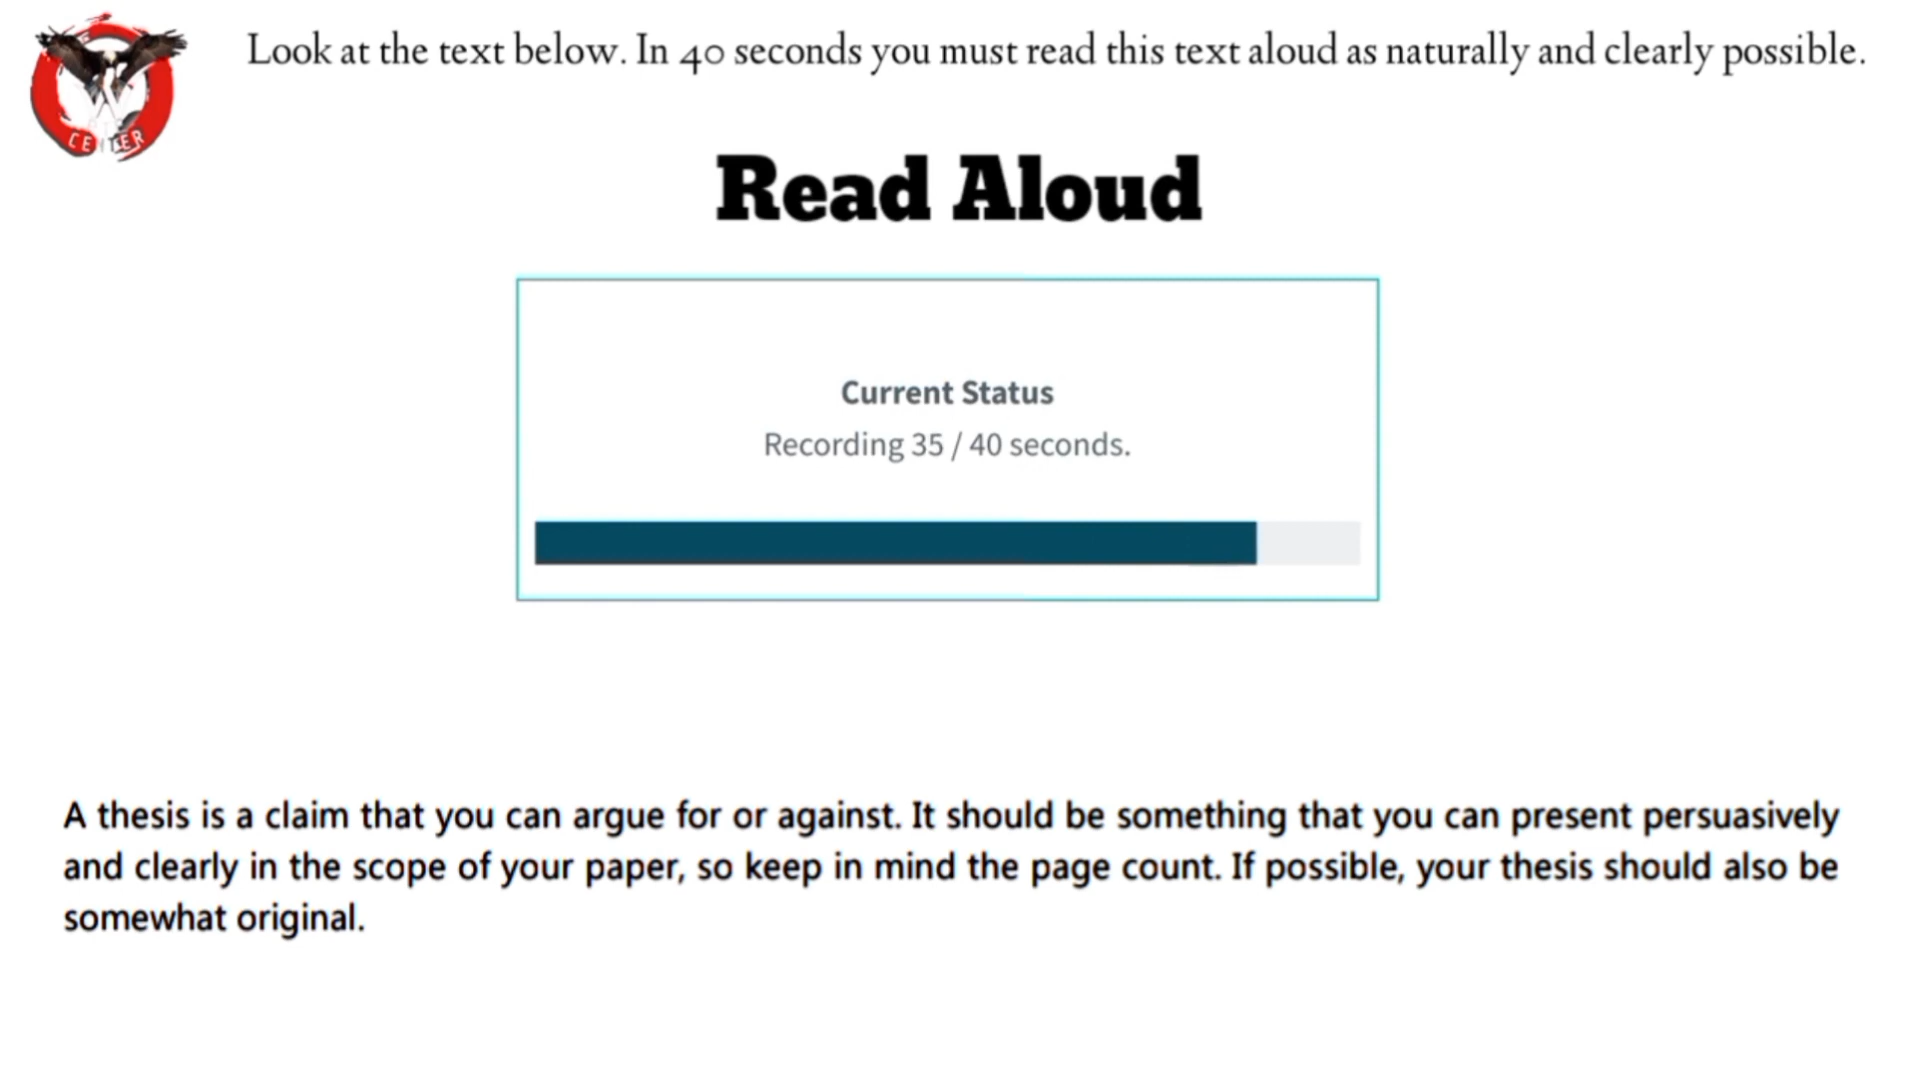 Look at the text below. In 40 seconds you must read this text aloud as naturally and clearly possible.
CENTER
Read Aloud
Current Status
Recording 35 / 40 seconds.
A thesis is a claim that you can argue for or against. It should be something that you can present persuasively
and clearly in the scope of your paper, so keep in mind the page count. If possible, your thesis should also be
somewhat original.